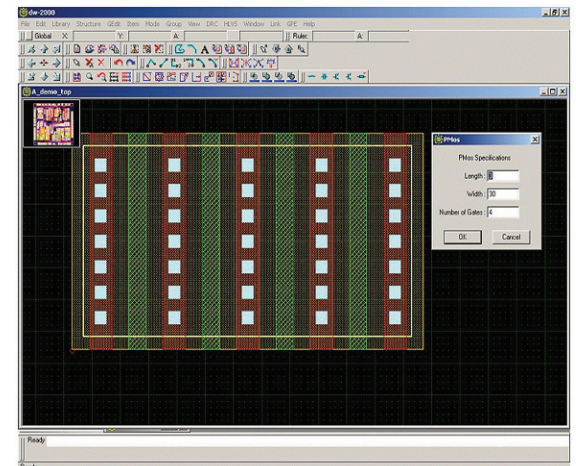 dw-2000
File Edit Library Structure GEdit Item Mode Group View DRC HLVS Window Link GPE Help
Global X: Y: A: Ruler: A:
A_demo_top
PMos
PMos Specifications
Length : 3
Width : 30
Number of Gates : 4
OK Cancel
Ready